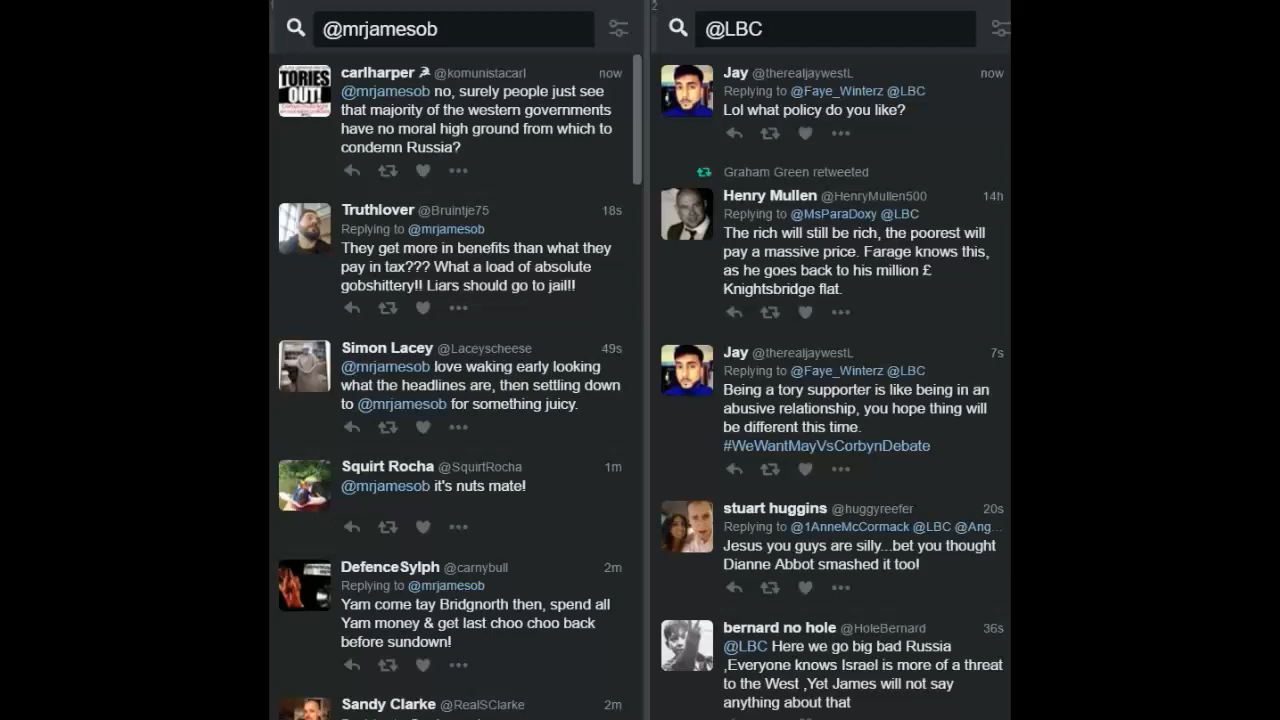 1
@mrjamesob
TORIES
OUT!
carlharper @komunistacarl now
@mrjamesob no, surely people just see
that majority of the western governments
have no moral high ground from which to
condemn Russia?
Truthlover @Bruintje75 18s
Replying to @mrjamesob
They get more in benefits than what they
pay in tax??? What a load of absolute
gobshittery!! Liars should go to jail!!
Simon Lacey @Laceyscheese 49s
@mrjamesob love waking early looking
what the headlines are, then settling down
to @mrjamesob for something juicy.
Squirt Rocha @SquirtRocha 1m
@mrjamesob it's nuts mate!
DefenceSylph @carnybull 2m
Replying to @mrjamesob
Yam come tay Bridgnorth then, spend all
Yam money & get last choo choo back
before sundown!
Sandy Clarke @RealSClarke 2m
2
@LBC
Jay @therealjaywestL now
Replying to @Faye_Winterz @LBC
Lol what policy do you like?
Graham Green retweeted
Henry Mullen @HenryMullen500 14h
Replying to @MsParaDoxy @LBC
The rich will still be rich, the poorest will
pay a massive price. Farage knows this,
as he goes back to his million £
Knightsbridge flat.
Jay @therealjaywestL 7s
Replying to @Faye_Winterz @LBC
Being a tory supporter is like being in an
abusive relationship, you hope thing will
be different this time.
#WeWantMayVsCorbynDebate
stuart huggins @huggyreefer 20s
Replying to @1AnneMcCormack @LBC @Ang...
Jesus you guys are silly...bet you thought
Dianne Abbot smashed it too!
bernard no hole @HoleBernard 36s
@LBC Here we go big bad Russia
,Everyone knows Israel is more of a threat
to the West ,Yet James will not say
anything about that